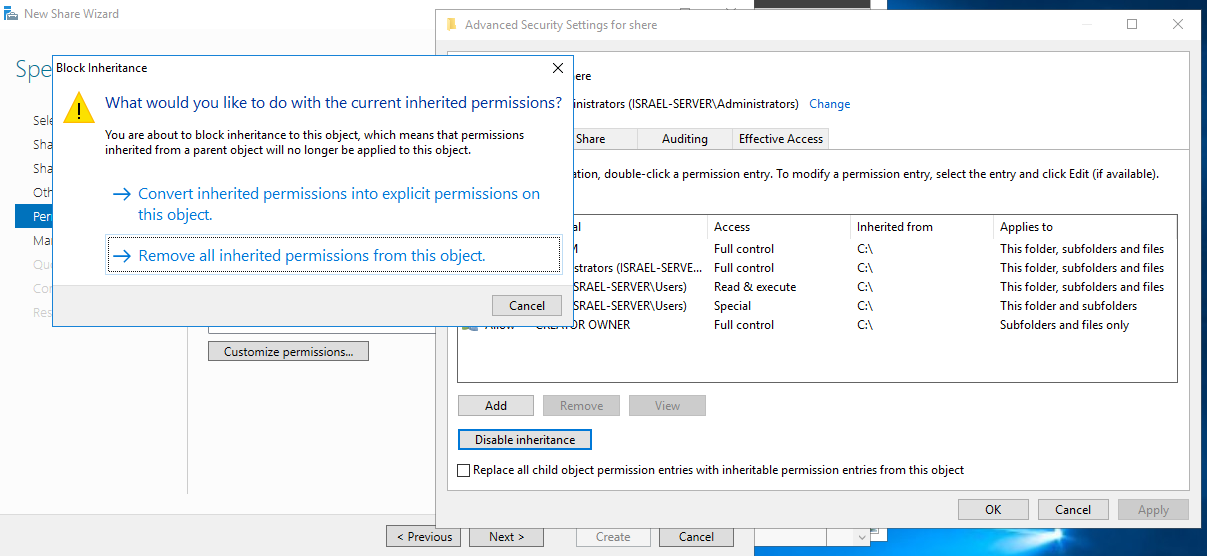 New Share Wizard
Spe
Sele
Sha
Sha
Oth
Per
Ma
Qu
Con
Res
Customize permissions...
< Previous
Next >
Create
Cancel
Block Inheritance
What would you like to do with the current inherited permissions?
You are about to block inheritance to this object, which means that permissions
inherited from a parent object will no longer be applied to this object.
Convert inherited permissions into explicit permissions on
this object.
Remove all inherited permissions from this object.
Cancel
Advanced Security Settings for shere
ere
inistrators (ISRAEL-SERVER\Administrators) Change
Share
Auditing
Effective Access
ation, double-click a permission entry. To modify a permission entry, select the entry and click Edit (if available).
al Access Inherited from Applies to
M Full control C:\ This folder, subfolders and files
istrators (ISRAEL-SERVE... Full control C:\ This folder, subfolders and files
SRAEL-SERVER\Users) Read & execute C:\ This folder, subfolders and files
SRAEL-SERVER\Users) Special C:\ This folder and subfolders
Allow CREATOR OWNER Full control C:\ Subfolders and files only
Add
Remove
View
Disable inheritance
Replace all child object permission entries with inheritable permission entries from this object
OK
Cancel
Apply